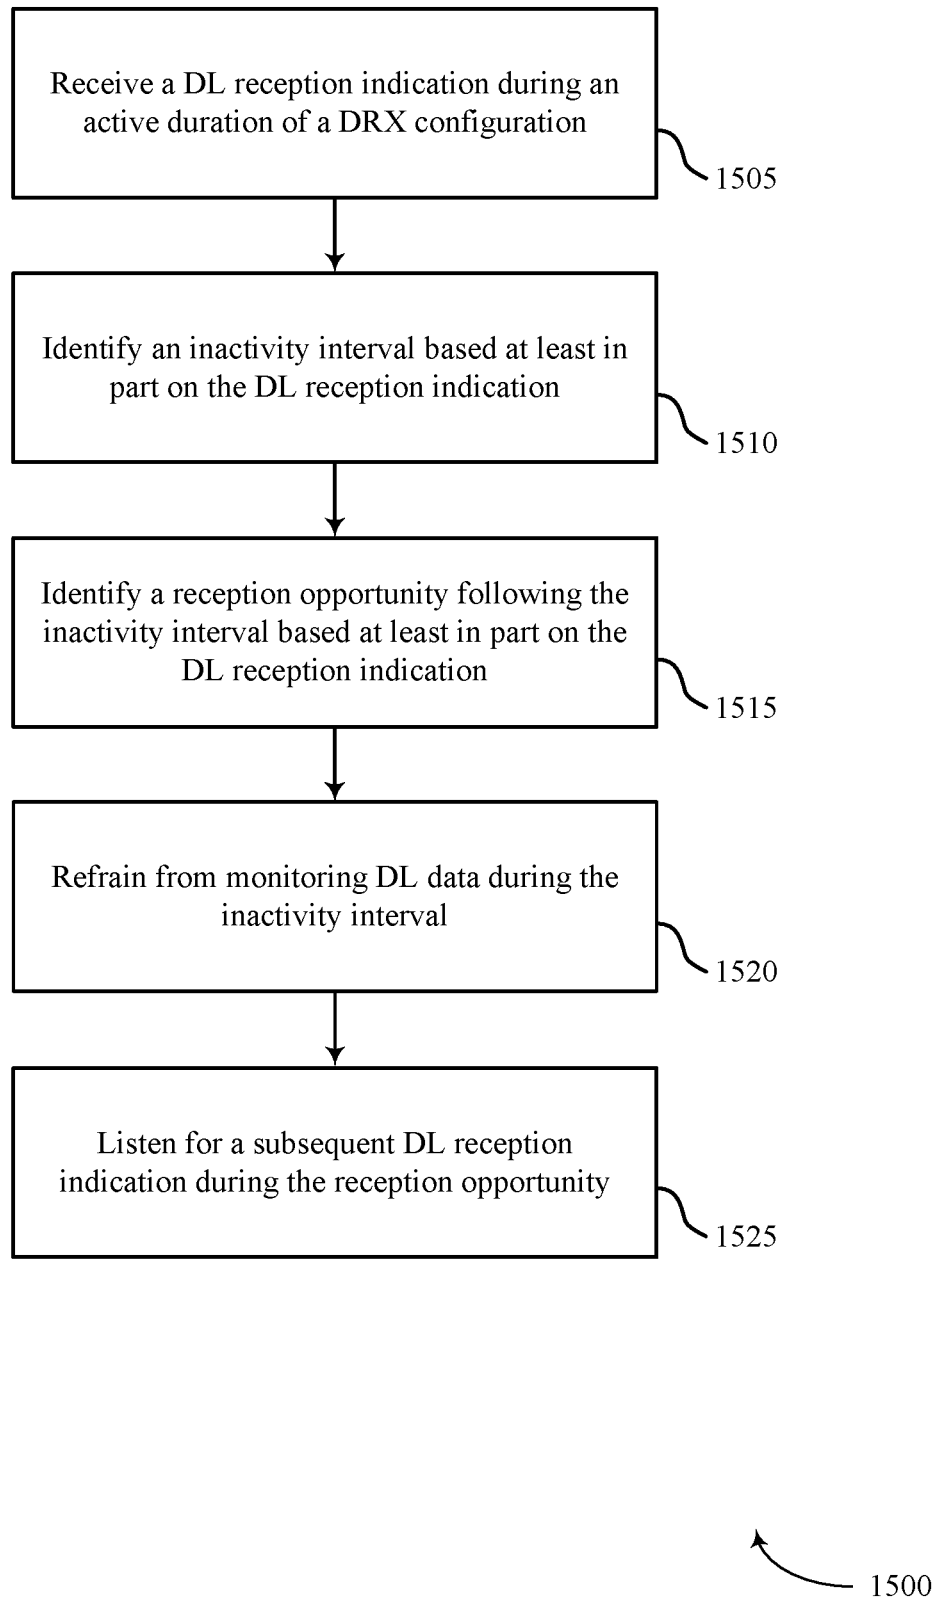 Receive a DL reception indication during an
active duration of a DRX configuration
1505
Identify an inactivity interval based at least in
part on the DL reception indication
1510
Identify a reception opportunity following the
inactivity interval based at least in part on the
DL reception indication
1515
Refrain from monitoring DL data during the
inactivity interval
1520
Listen for a subsequent DL reception
indication during the reception opportunity
1525
1500